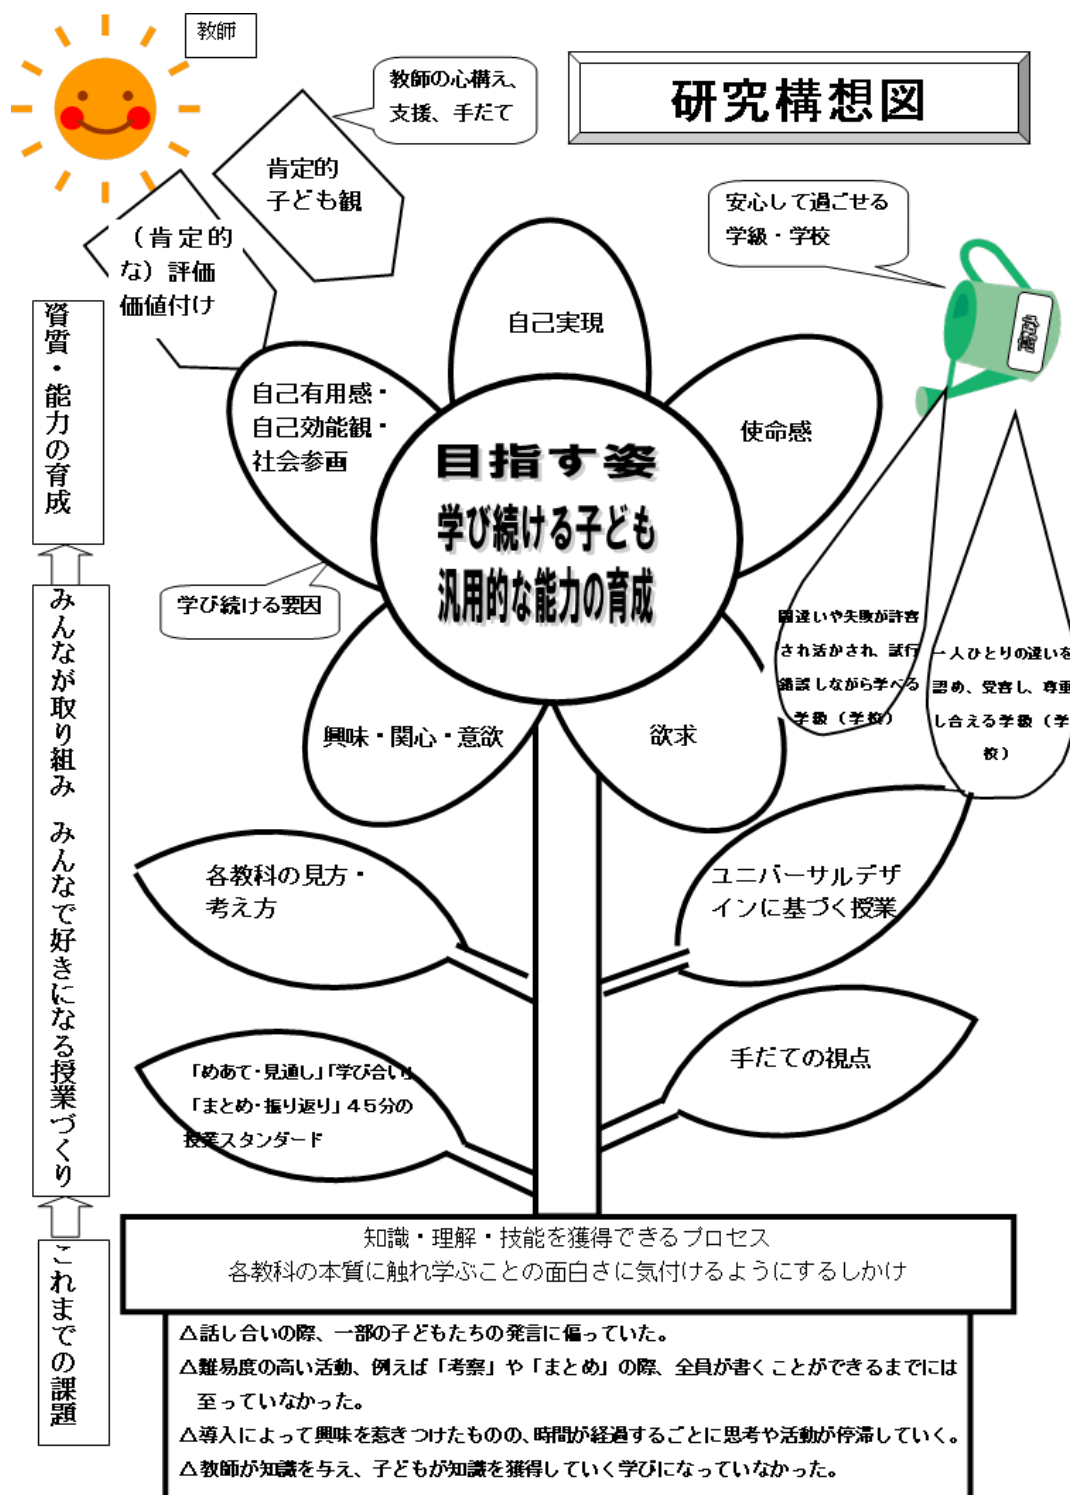 教師
教師の心構え、
支援、手だて
研究構想図
肯定的
子ども観
（肯定的
な）評価
価値付け
安心して過ごせる
学級・学校
資質・能力の育成
自己実現
自己有用感・
自己効能観・
社会参画
使命感
目指す姿
学び続ける子ども
汎用的な能力の育成
学び続ける要因
間違いや失敗が許容
され活かされ、試行
錯誤しながら学べる
学級（学校）
一人ひとりの違いを
認め、受容し、尊重
し合える学級（学
校）
興味・関心・意欲
欲求
みんなが取り組み　みんなで好きになる授業づくり
各教科の見方・
考え方
ユニバーサルデザ
インに基づく授業
「めあて・見通し」「学び合い」
「まとめ・振り返り」４５分の
授業スタンダード
手だての視点
知識・理解・技能を獲得できるプロセス
各教科の本質に触れ学ぶことの面白さに気付けるようにするしかけ
これまでの課題
△話し合いの際、一部の子どもたちの発言に偏っていた。
△難易度の高い活動、例えば「考察」や「まとめ」の際、全員が書くことができるまでには
至っていなかった。
△導入によって興味を惹きつけたものの、時間が経過するごとに思考や活動が停滞していく。
△教師が知識を与え、子どもが知識を獲得していく学びになっていなかった。